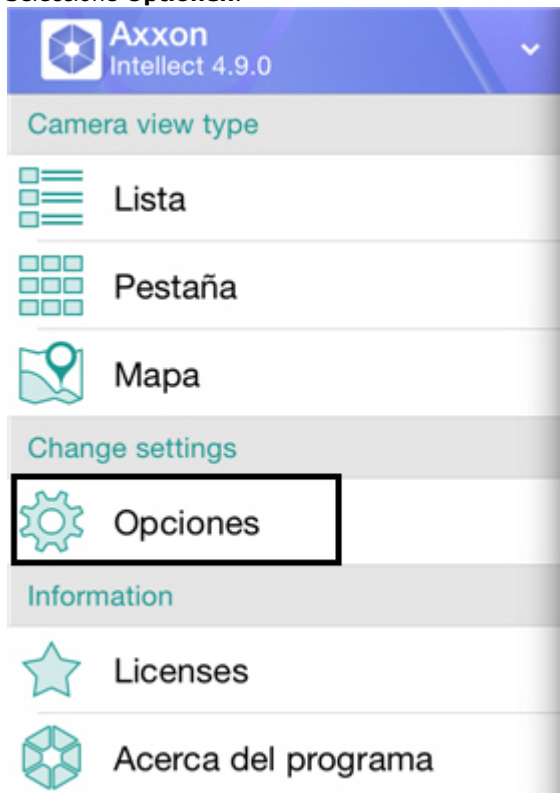 Axxon
Intellect 4.9.0
Camera view type
Lista
Pestaña
Mapa
Change settings
Opciones
Information
Licenses
Acerca del programa